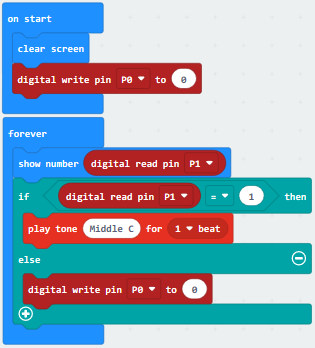 on start
clear screen
digital write pin P0 to 0
forever
show number digital read pin P1
if digital read pin P1 = 1 then
play tone Middle C for 1 beat
else
digital write pin P0 to 0